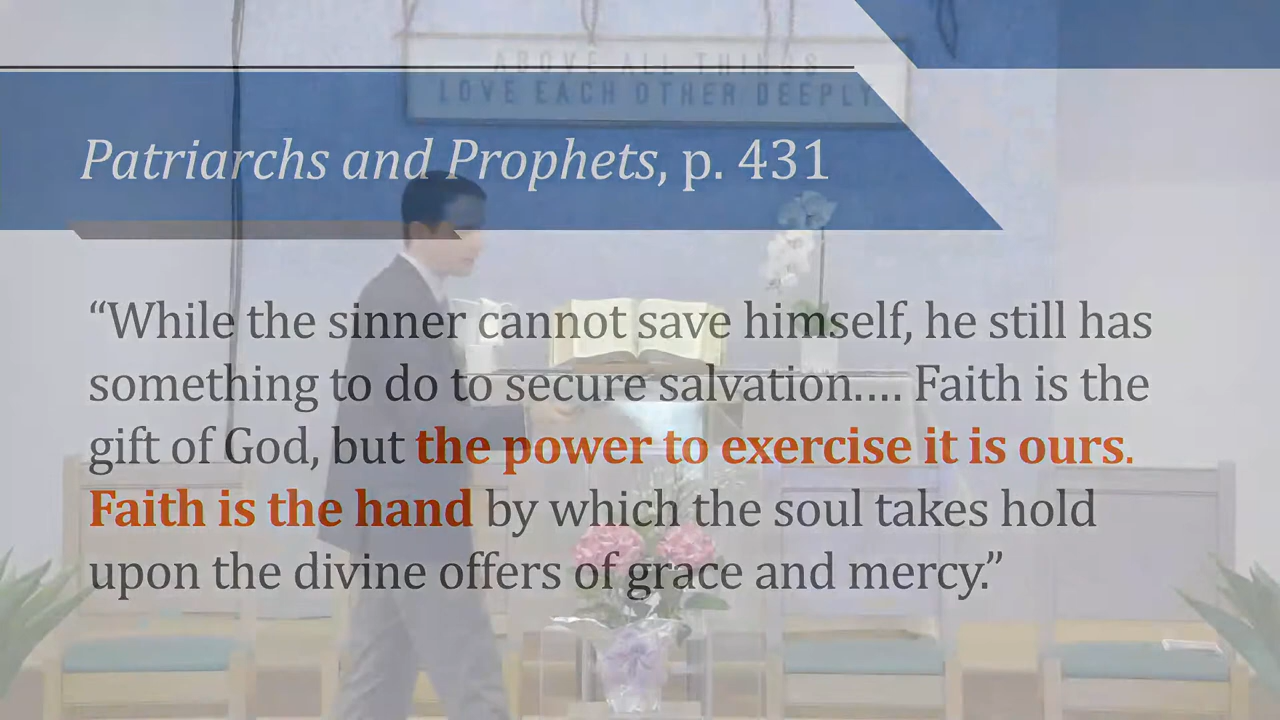 ABOVE ALL THINGS
LOVE EACH OTHER DEEPLY
Patriarchs and Prophets, p. 431
“While the sinner cannot save himself, he still has
something to do to secure salvation.... Faith is the
gift of God, but the power to exercise it is ours.
Faith is the hand by which the soul takes hold
upon the divine offers of grace and mercy.”